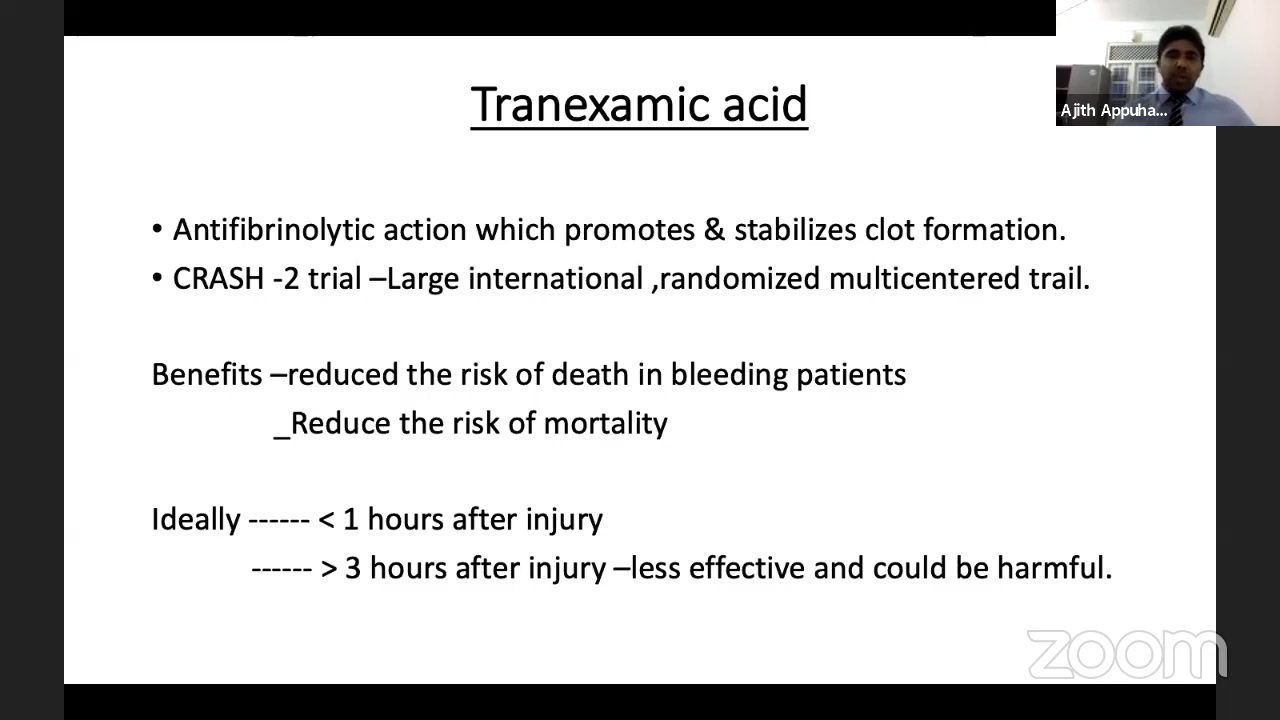 Tranexamic acid
Ajith Appuha...
• Antifibrinolytic action which promotes & stabilizes clot formation.
• CRASH -2 trial –Large international ,randomized multicentered trail.
Benefits –reduced the risk of death in bleeding patients
_Reduce the risk of mortality
Ideally ------ < 1 hours after injury
------ > 3 hours after injury –less effective and could be harmful.
zoom